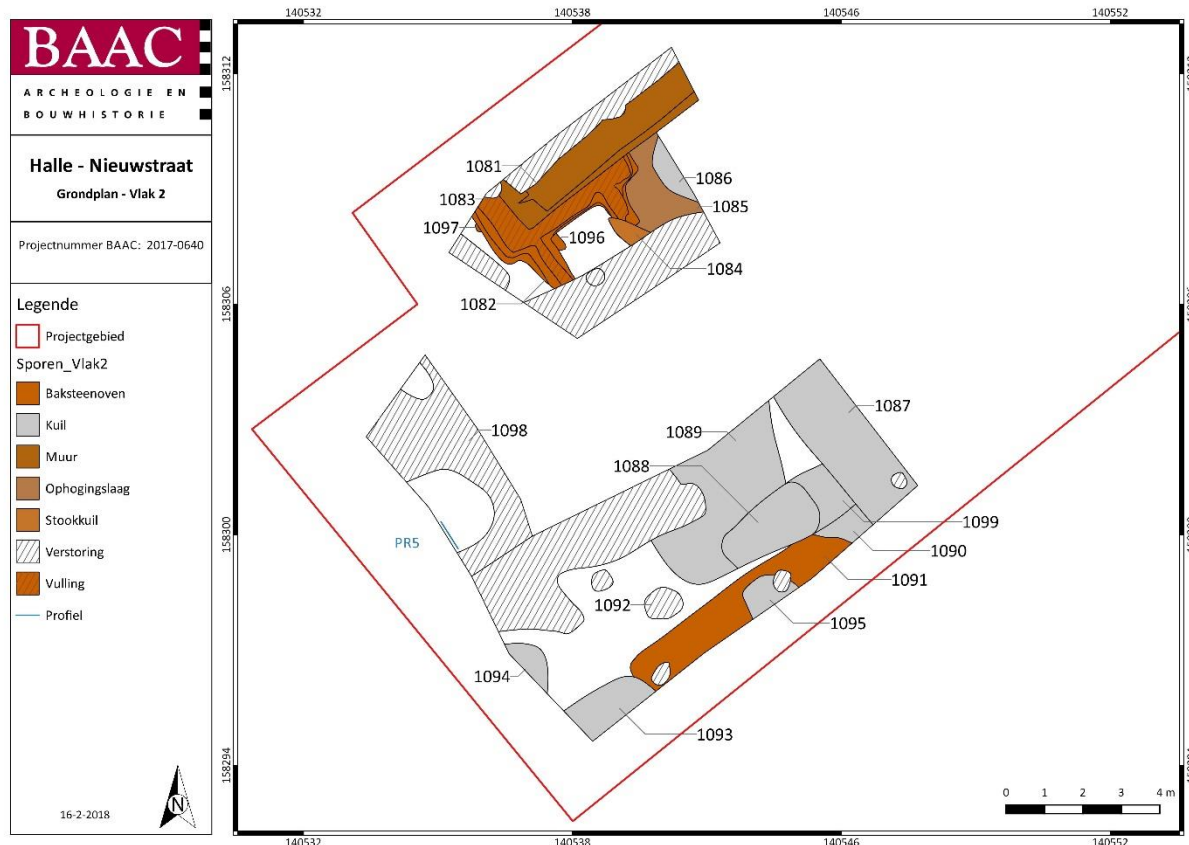 BAAC
ARCHEOLOGIE EN
BOUWHISTORIE
Halle - Nieuwstraat
Grondplan - Vlak 2
Projectnummer BAAC: 2017-0640
Legende
Projectgebied
Sporen_Vlak2
Baksteenoven
Kuil
Muur
Ophogingslaag
Stookkuil
Verstoring
Vulling
Profiel
16-2-2018
N
140532
140538
140546
140552
158312
158306
158300
158294
1081
1083
1097
1096
1082
1086
1085
1084
1098
PR5
1089
1088
1087
1099
1090
1091
1092
1095
1094
1093
0 1 2 3 4 m
140532
140538
140546
140552